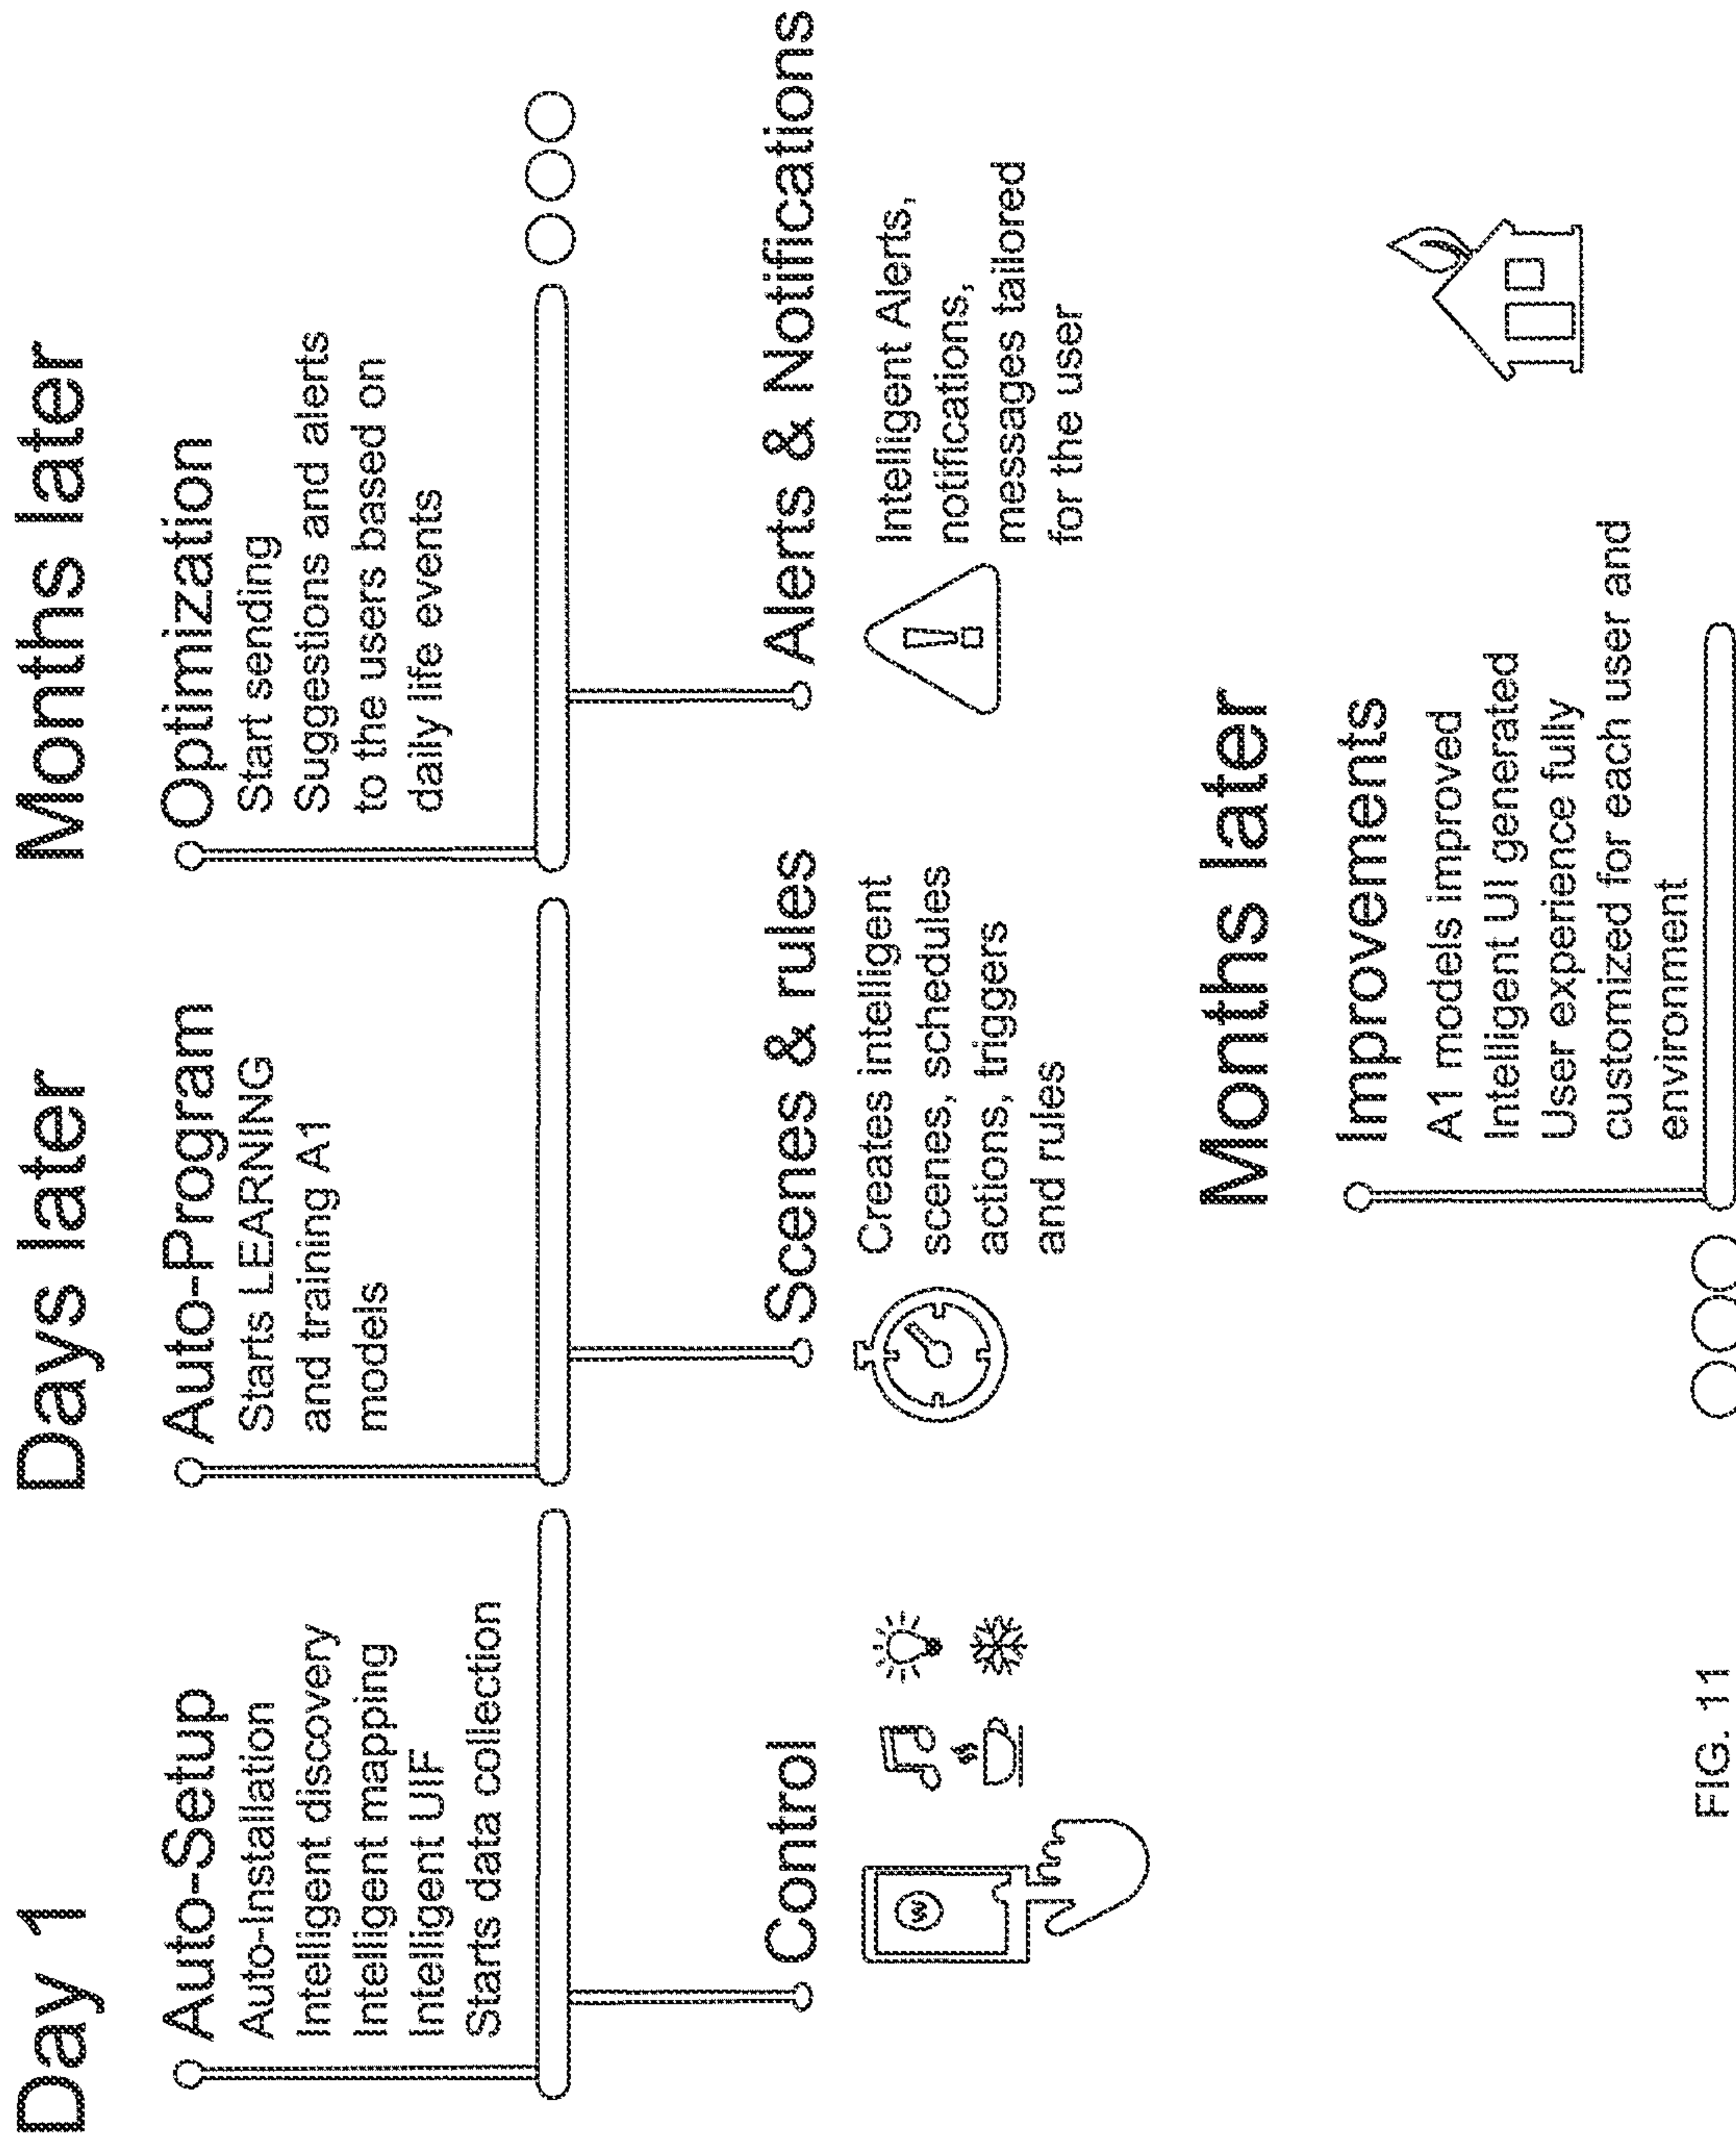 Day 1
Auto-Setup
Auto-Installation
Intelligent discovery
Intelligent mapping
Intelligent UIF
Starts data collection
Control
Days later
Auto-Program
Starts LEARNING
and training A1
models
Scenes & rules
Creates intelligent
scenes, schedules
actions, triggers
and rules
Months later
Optimization
Start sending
Suggestions and alerts
to the users based on
daily life events
Alerts & Notifications
Intelligent Alerts,
notifications,
messages tailored
for the user
Months later
Improvements
A1 models improved
Intelligent UI generated
User experience fully
customized for each user and
environment
FIG. 11